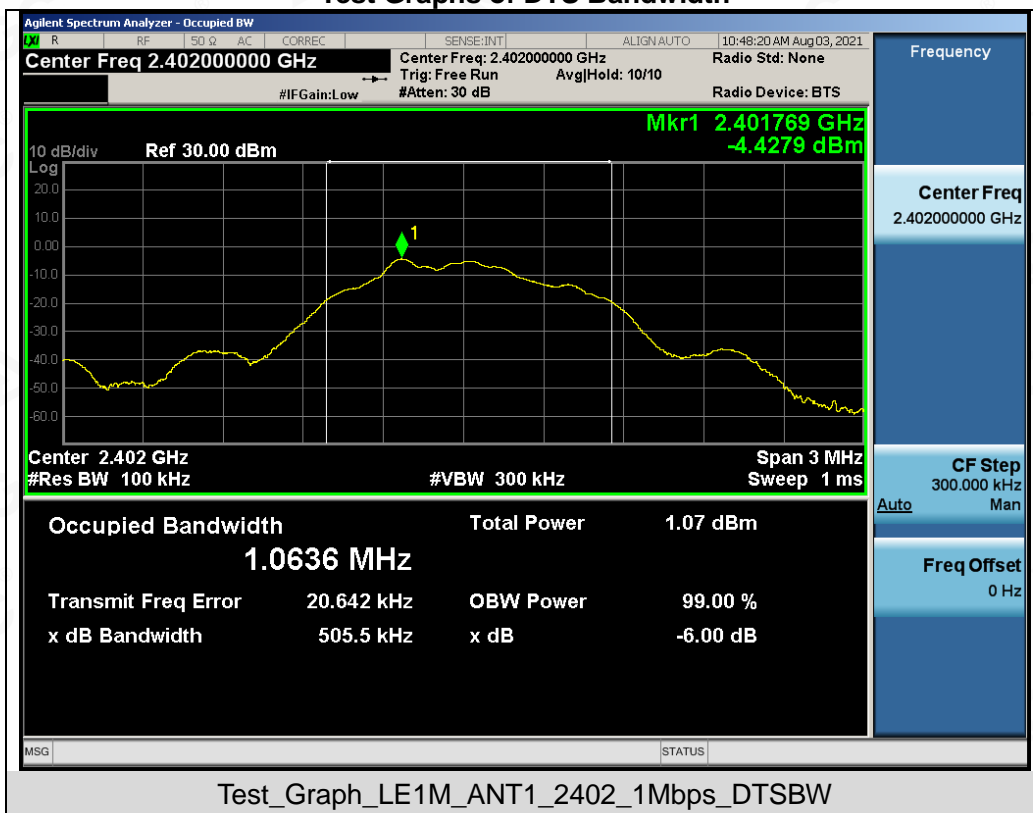 Test Graphs of DTS Bandwidth
Agilent Spectrum Analyzer - Occupied BW
LXI R RF 50 Ω AC CORREC SENSE:INT ALIGN AUTO 10:48:20 AM Aug 03, 2021
Center Freq 2.402000000 GHz
Center Freq: 2.402000000 GHz
Radio Std: None
Trig: Free Run Avg|Hold: 10/10
#IFGain:Low
#Atten: 30 dB
Radio Device: BTS
Mkr1 2.401769 GHz
-4.4279 dBm
10 dB/div Ref 30.00 dBm
Log
20.0
10.0
0.00
-10.0
-20.0
-30.0
-40.0
-50.0
-60.0
1
Center 2.402 GHz Span 3 MHz
#Res BW 100 kHz #VBW 300 kHz Sweep 1 ms
Occupied Bandwidth Total Power 1.07 dBm
1.0636 MHz
Transmit Freq Error 20.642 kHz OBW Power 99.00 %
x dB Bandwidth 505.5 kHz x dB -6.00 dB
Frequency
Center Freq
2.402000000 GHz
CF Step
300.000 kHz
Auto Man
Freq Offset
0 Hz
MSG STATUS
Test_Graph_LE1M_ANT1_2402_1Mbps_DTSBW